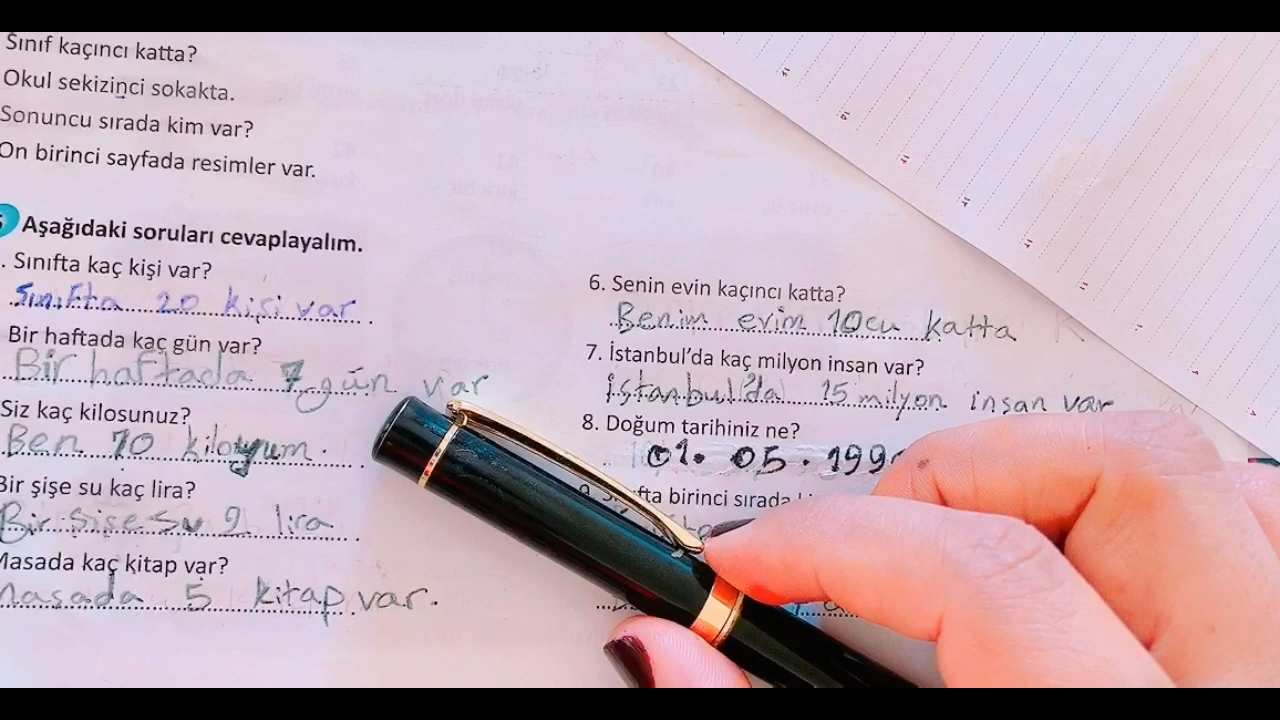 Sınıf kaçıncı katta?
Okul sekizinci sokakta.
Sonuncu sırada kim var?
On birinci sayfada resimler var.
Aşağıdaki soruları cevaplayalım.
. Sınıfta kaç kişi var?
Sınıfta 20 kişi var
Bir haftada kaç gün var?
Bir haftada 7 gün var
Siz kaç kilosunuz?
Ben 70 kiloyum.
Bir şişe su kaç lira?
Bir şişe su 2 lira
Masada kaç kitap var?
masada 5 kitap var.
6. Senin evin kaçıncı katta?
Benim evim 10cu katta
7. İstanbul'da kaç milyon insan var?
İstanbul'da 15 milyon insan var
8. Doğum tarihiniz ne?
01. 05. 199
birinci sırada